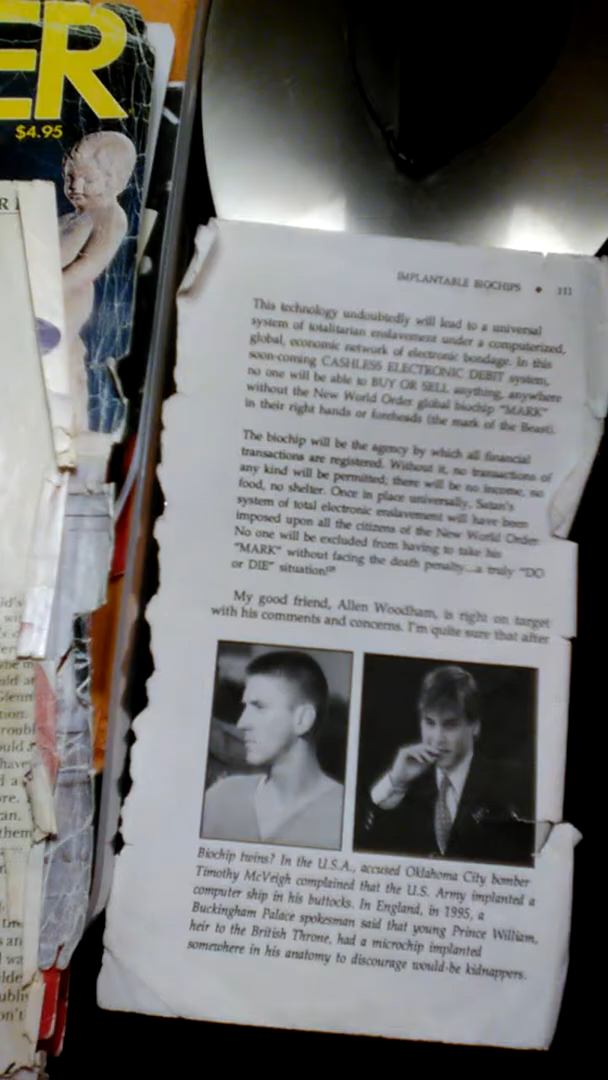 ER
$4.95
IMPLANTABLE BIOCHIPS ♦ 111
This technology undoubtedly will lead to a universal
system of totalitarian enslavement under a computerized,
global, economic network of electronic bondage. In this
soon-coming CASHLESS ELECTRONIC DEBIT system,
no one will be able to BUY OR SELL anything, anywhere
without the New World Order global biochip "MARK"
in their right hands or foreheads (the mark of the Beast).
The biochip will be the agency by which all financial
transactions are registered. Without it, no transactions of
any kind will be permitted; there will be no income, no
food, no shelter. Once in place universally, Satan's
system of total electronic enslavement will have been
imposed upon all the citizens of the New World Order.
No one will be excluded from having to take his
"MARK" without facing the death penalty...a truly "DO
or DIE" situation!
My good friend, Allen Woodham, is right on target
with his comments and concerns. I'm quite sure that after
Biochip twins? In the U.S.A., accused Oklahoma City bomber
Timothy McVeigh complained that the U.S. Army implanted a
computer ship in his buttocks. In England, in 1995, a
Buckingham Palace spokesman said that young Prince William,
heir to the British Throne, had a microchip implanted
somewhere in his anatomy to discourage would-be kidnappers.